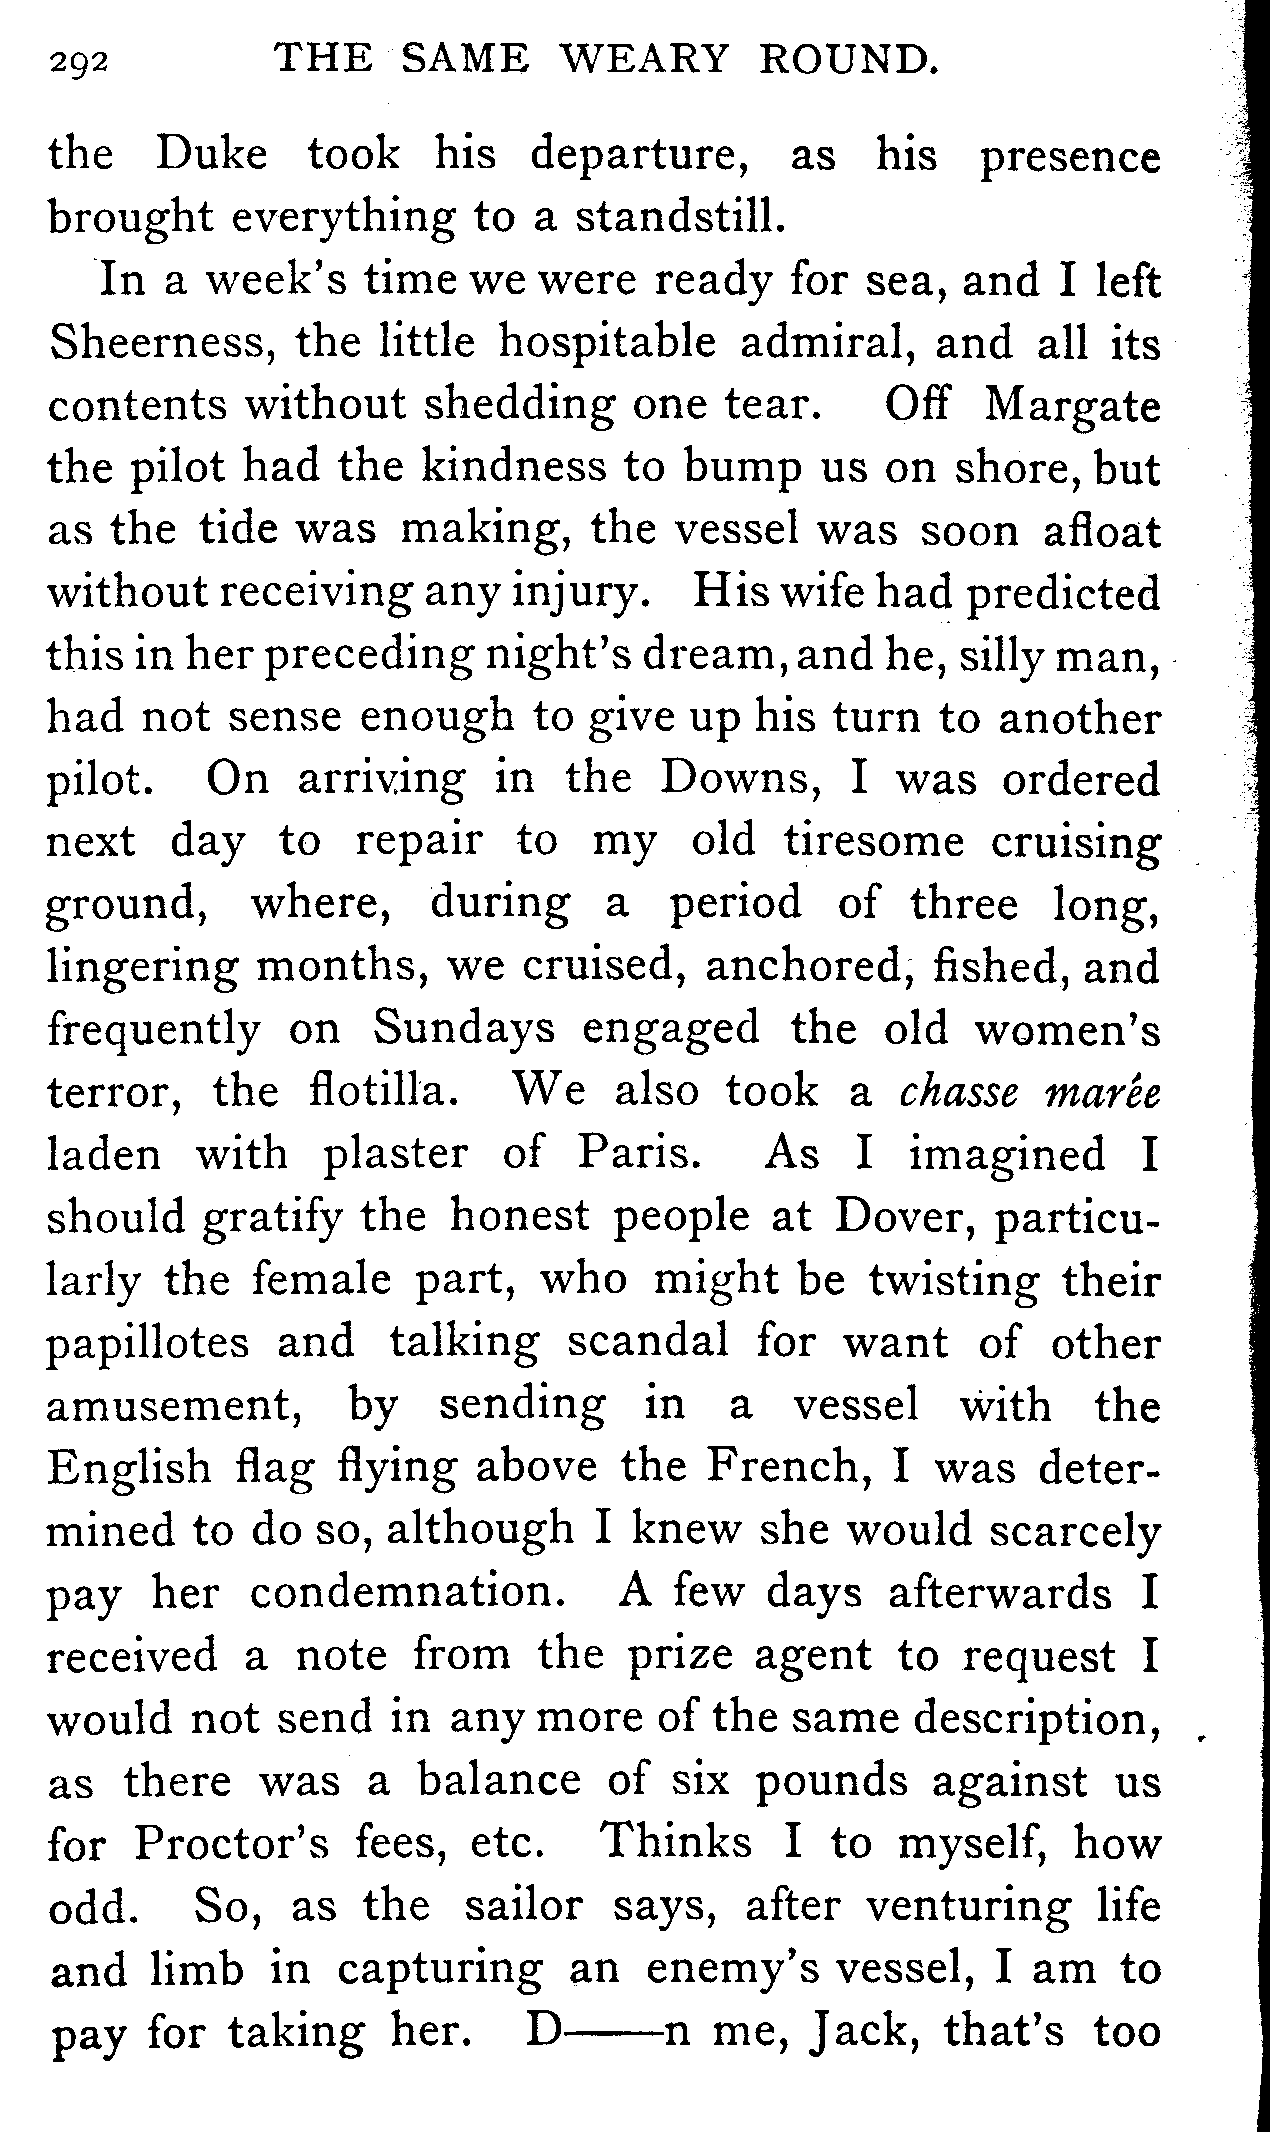 292 THE SAME WEARY ROUND.
the Duke took his departure, as his presence
brought everything to a standstill.
In a week's time we were ready for sea, and I left
Sheerness, the little hospitable admiral, and all its
contents without shedding one tear. Off Margate
the pilot had the kindness to bump us on shore, but
as the tide was making, the vessel was soon afloat
without receiving any injury. His wife had predicted
this in her preceding night's dream, and he, silly man,
had not sense enough to give up his turn to another
pilot. On arriving in the Downs, I was ordered
next day to repair to my old tiresome cruising
ground, where, during a period of three long,
lingering months, we cruised, anchored, fished, and
frequently on Sundays engaged the old women's
terror, the flotilla. We also took a chasse marée
laden with plaster of Paris. As I imagined I
should gratify the honest people at Dover, particu-
larly the female part, who might be twisting their
papillotes and talking scandal for want of other
amusement, by sending in a vessel with the
English flag flying above the French, I was deter-
mined to do so, although I knew she would scarcely
pay her condemnation. A few days afterwards I
received a note from the prize agent to request I
would not send in any more of the same description,
as there was a balance of six pounds against us
for Proctor's fees, etc. Thinks I to myself, how
odd. So, as the sailor says, after venturing life
and limb in capturing an enemy's vessel, I am to
pay for taking her. D——n me, Jack, that's too